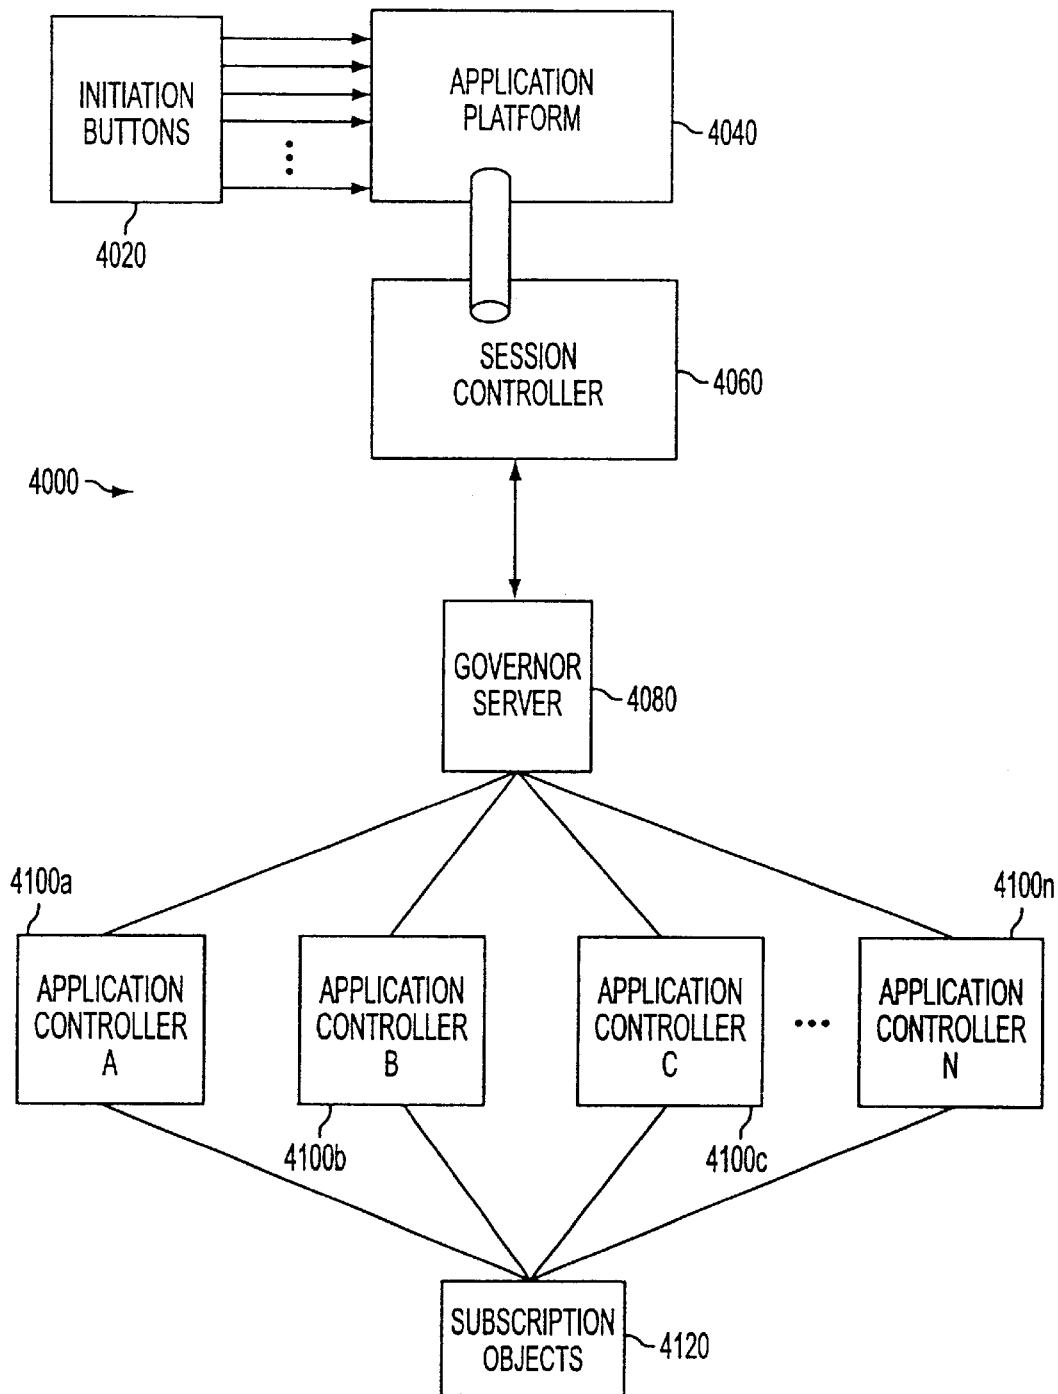 INITIATION
BUTTONS
4020
APPLICATION
PLATFORM
4040
SESSION
CONTROLLER
4060
4000
GOVERNOR
SERVER
4080
4100a
4100n
APPLICATION
CONTROLLER
A
APPLICATION
CONTROLLER
B
APPLICATION
CONTROLLER
C
•••
APPLICATION
CONTROLLER
N
4100b
4100c
SUBSCRIPTION
OBJECTS
4120